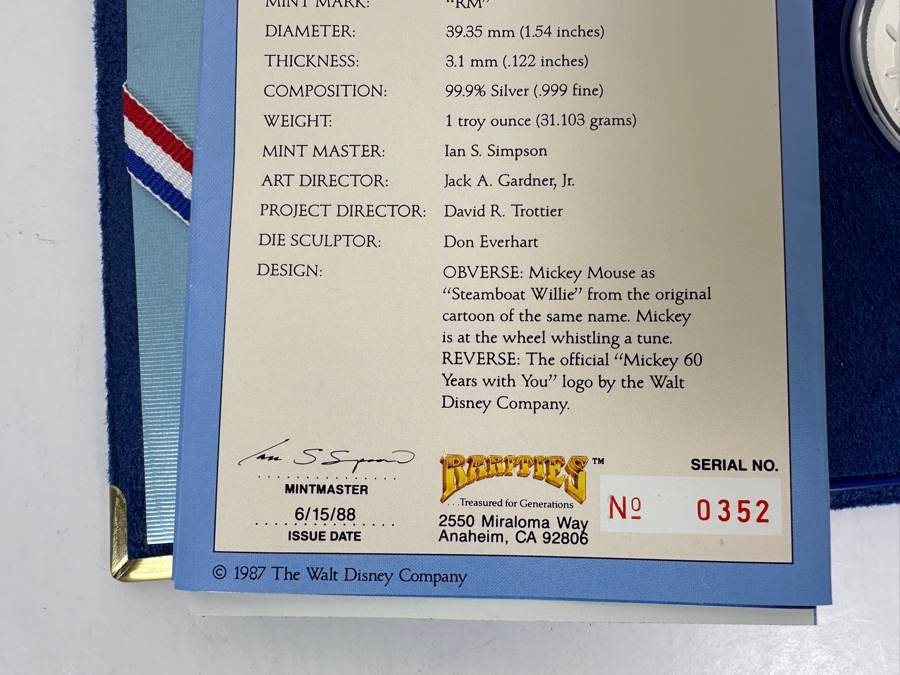 MINT MARK: "RM"
DIAMETER: 39.35 mm (1.54 inches)
THICKNESS: 3.1 mm (.122 inches)
COMPOSITION: 99.9% Silver (.999 fine)
WEIGHT: 1 troy ounce (31.103 grams)
MINT MASTER: Ian S. Simpson
ART DIRECTOR: Jack A. Gardner, Jr.
PROJECT DIRECTOR: David R. Trottier
DIE SCULPTOR: Don Everhart
DESIGN: OBVERSE: Mickey Mouse as
"Steamboat Willie" from the original
cartoon of the same name. Mickey
is at the wheel whistling a tune.
REVERSE: The official "Mickey 60
Years with You" logo by the Walt
Disney Company.
Ian S Simpson
MINTMASTER
6/15/88
ISSUE DATE
RARITIES™
...Treasured for Generations
2550 Miraloma Way
Anaheim, CA 92806
SERIAL NO.
Nº 0352
© 1987 The Walt Disney Company